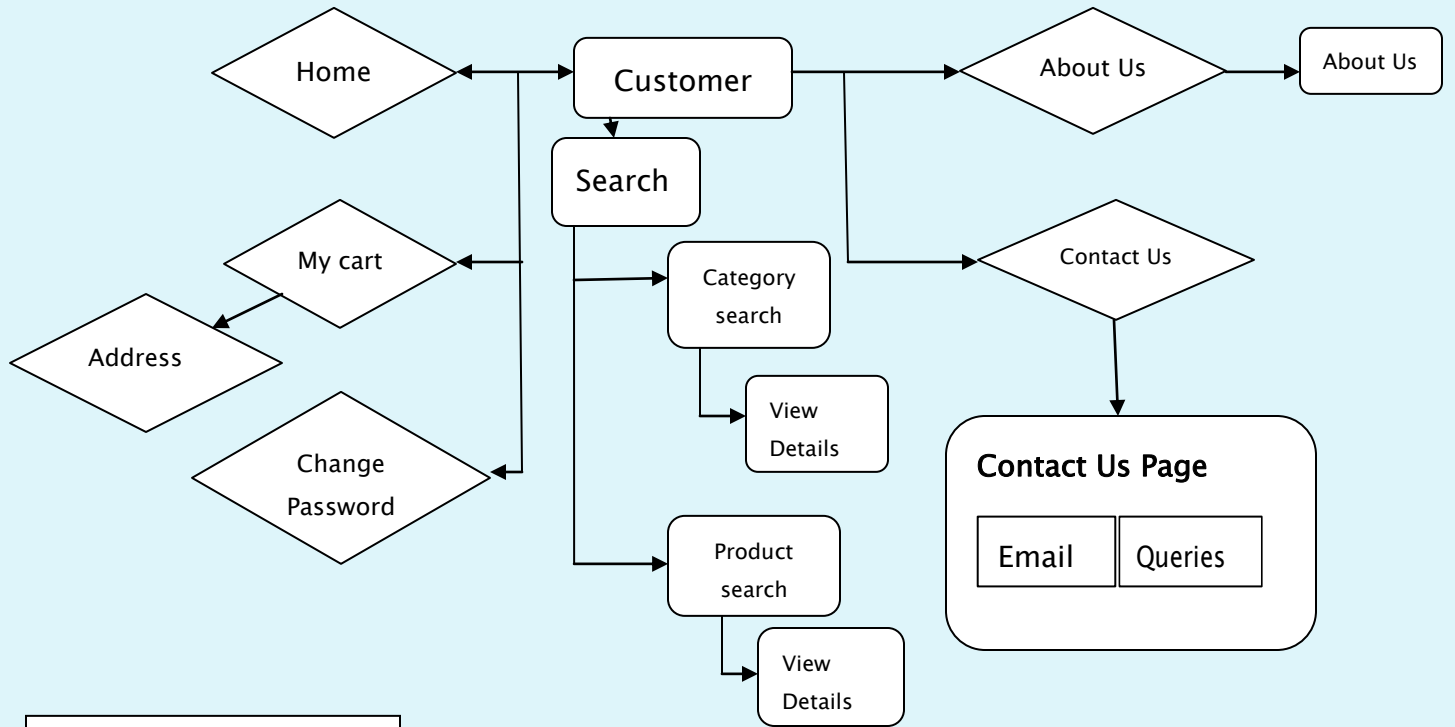 Home
Customer
About Us
About Us
Search
My cart
Contact Us
Category
search
Address
View
Details
Change
Password
Contact Us Page
Email
Queries
Product
search
View
Details